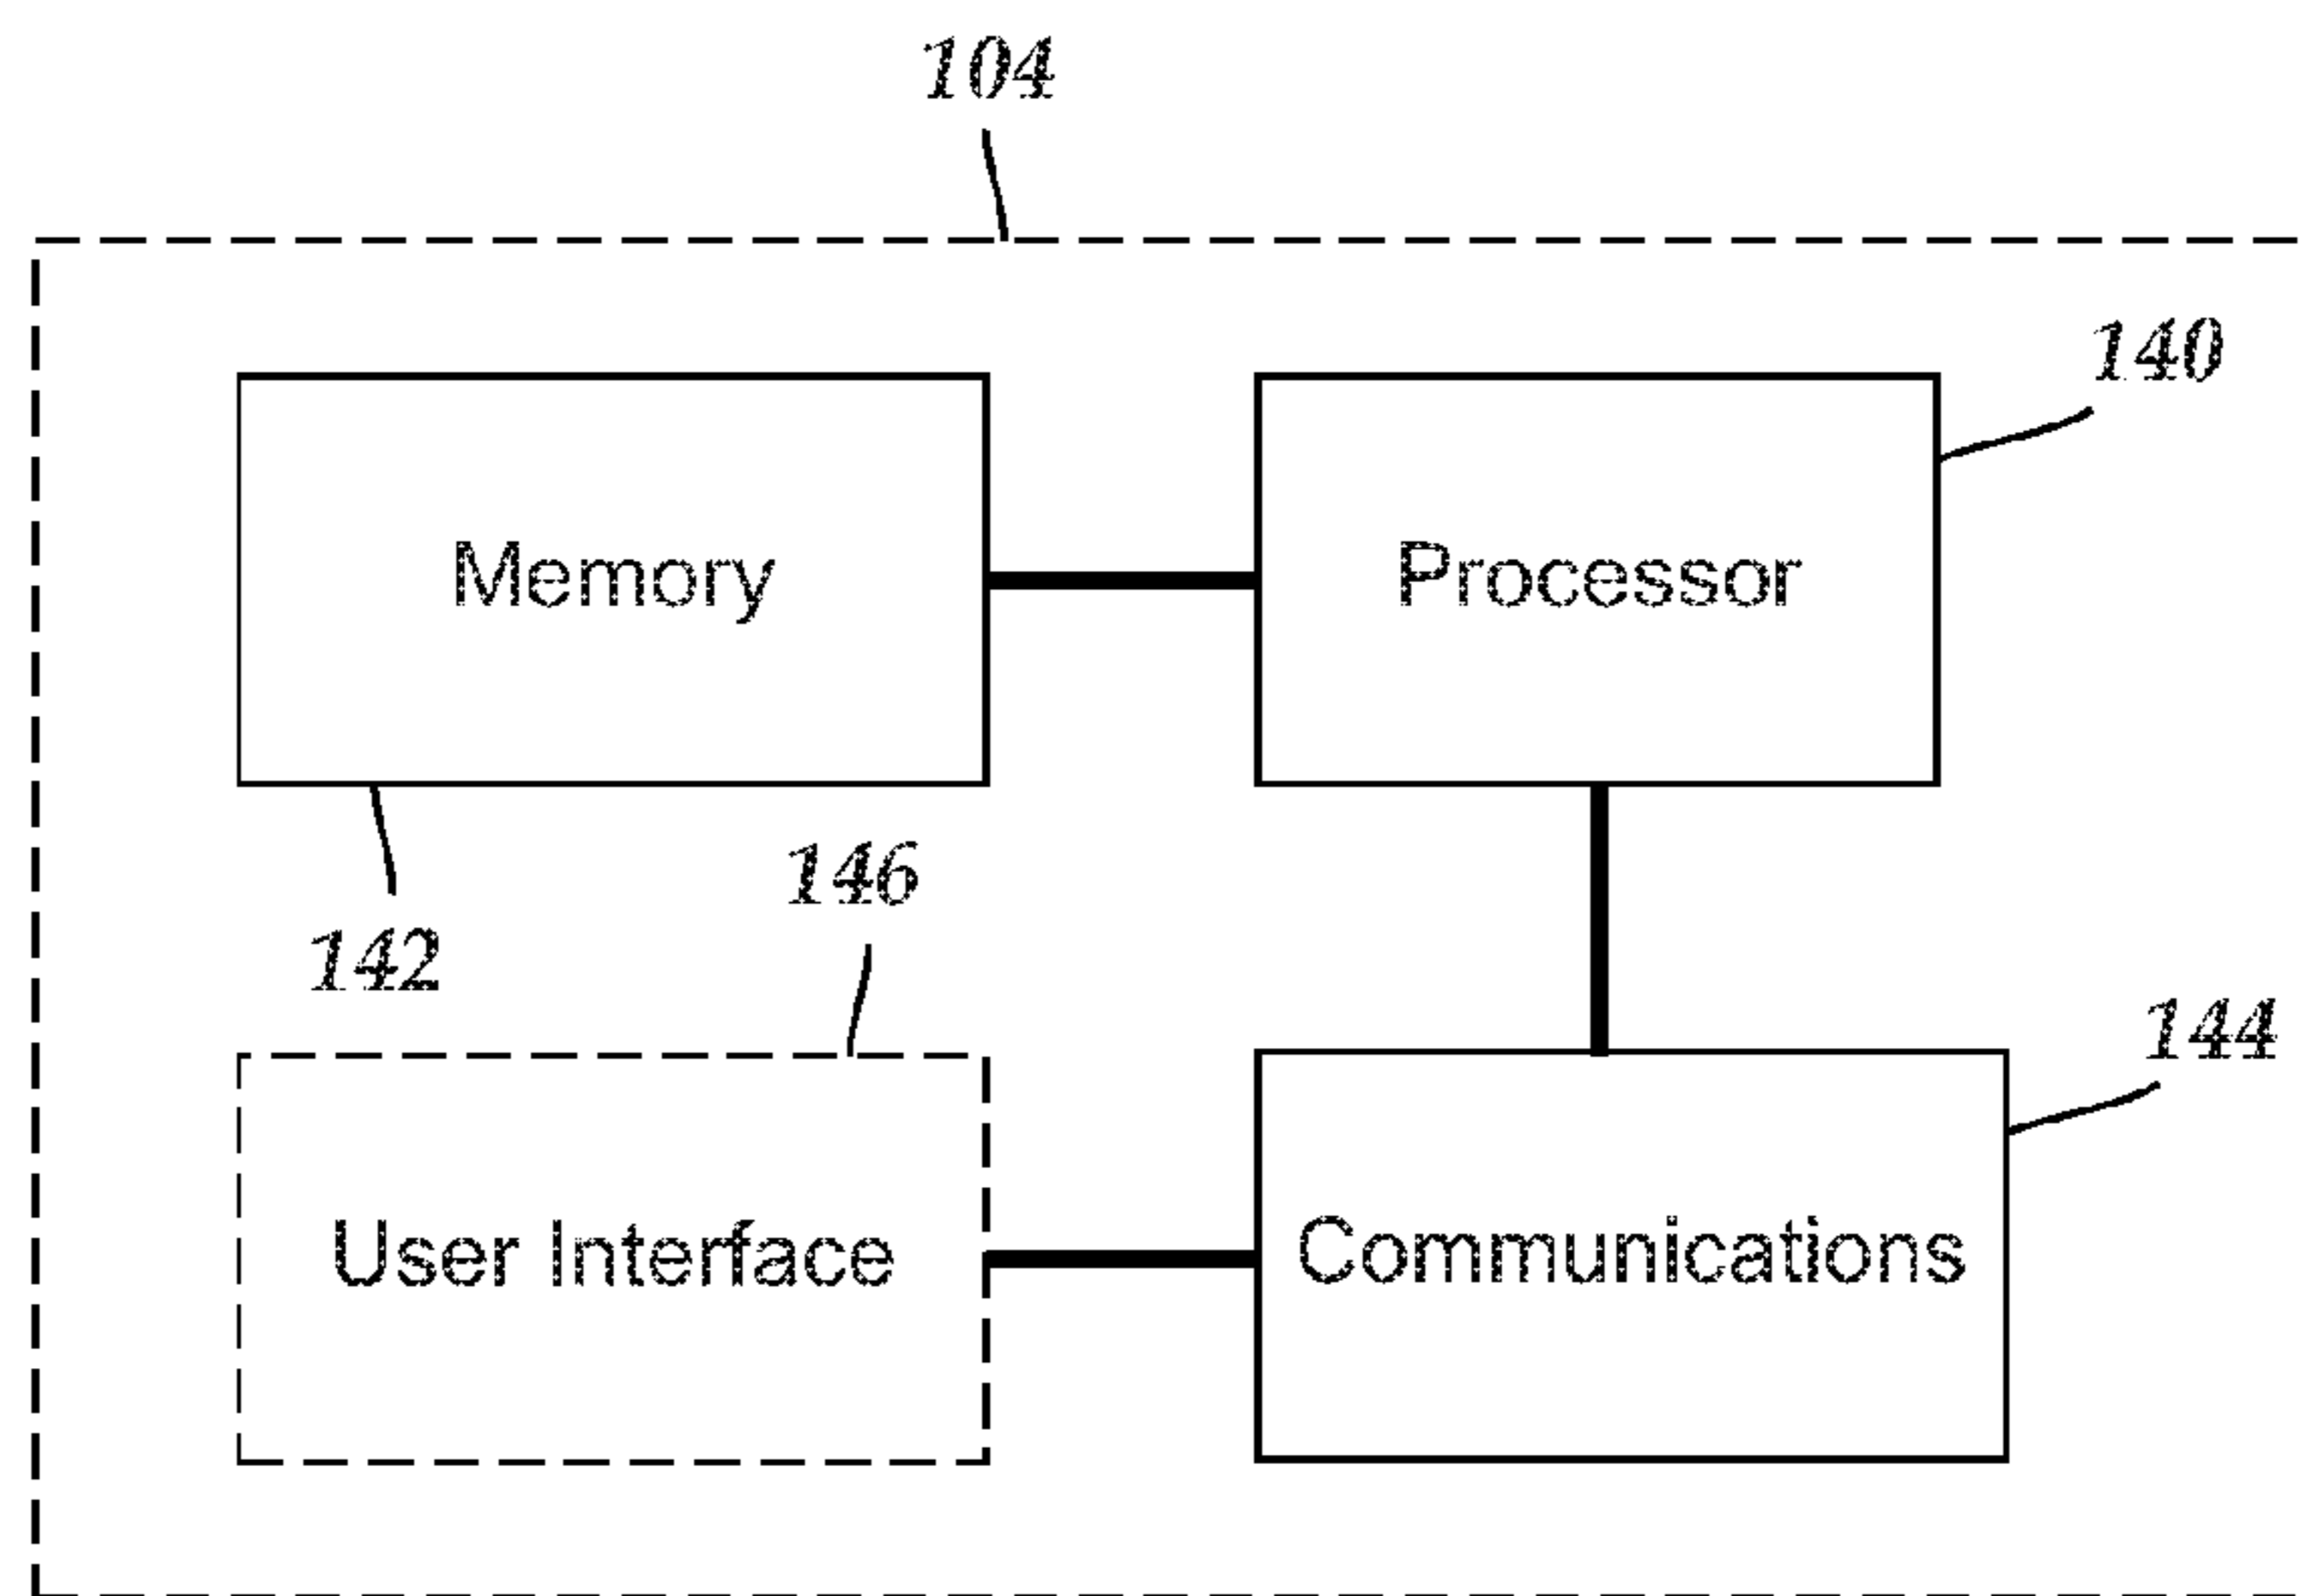 104
140
Memory
Processor
146
142
144
User Interface
Communications